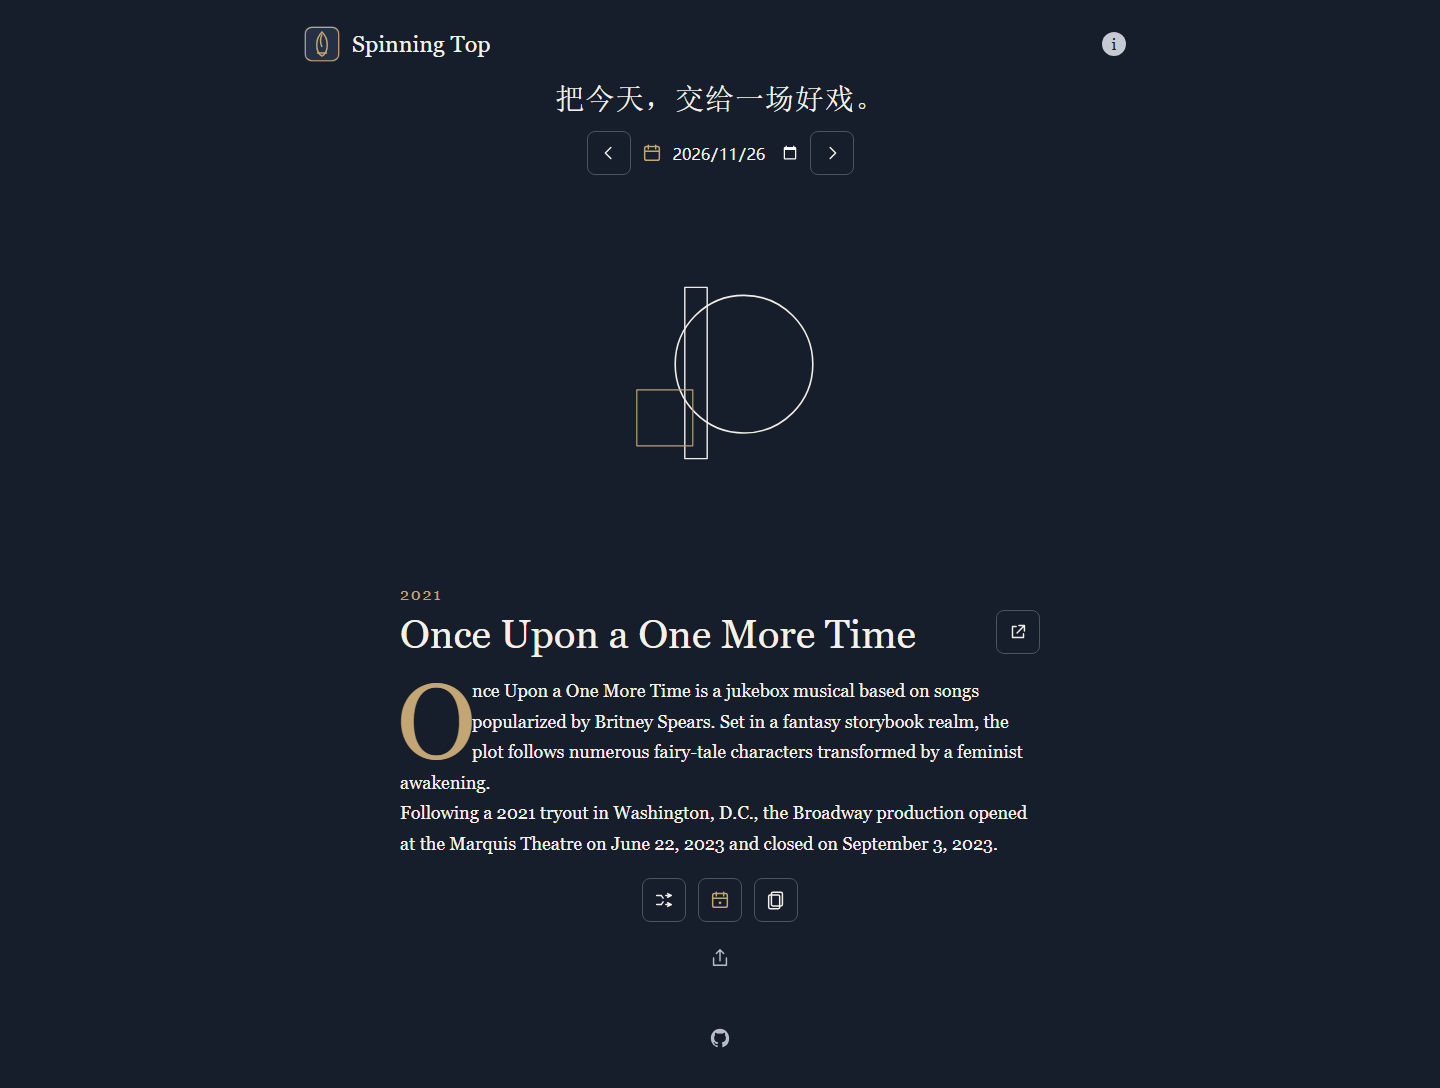 Spinning Top
i
把今天，交给一场好戏。
2026/11/26
2021
Once Upon a One More Time
Once Upon a One More Time is a jukebox musical based on songs
popularized by Britney Spears. Set in a fantasy storybook realm, the
plot follows numerous fairy-tale characters transformed by a feminist
awakening.
Following a 2021 tryout in Washington, D.C., the Broadway production opened
at the Marquis Theatre on June 22, 2023 and closed on September 3, 2023.